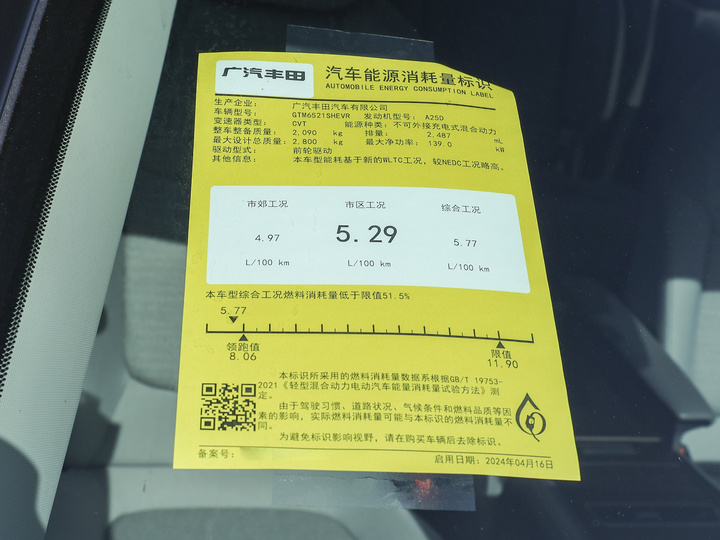 广汽丰田
汽车能源消耗量标识
AUTOMOBILE ENERGY CONSUMPTION LABEL
生产企业: 广汽丰田汽车有限公司
车辆型号: GTM6521SHEVR 发动机型号: A25D
变速器类型: CVT 能源种类: 不可外接充电式混合动力
整车整备质量: 2,090 kg 排量: 2.487 mL
最大设计总质量: 2,800 kg 最大净功率: 139.0 kW
驱动型式: 前轮驱动
其他信息: 本车型能耗基于新的WLTC工况,较NEDC工况略高。
市郊工况 市区工况 综合工况
4.97 5.29 5.77
L/100 km L/100 km L/100 km
本车型综合工况燃料消耗量低于限值51.5%
5.77
领跑值 限值
8.06 11.90
本标识所采用的燃料消耗量数据系根据GB/T 19753-
2021《轻型混合动力电动汽车能量消耗量试验方法》测
定。
由于驾驶习惯、道路状况、气候条件和燃料品质等因
素的影响,实际燃料消耗量可能与本标识的燃料消耗量不
同。
为避免标识影响视野,请在购买车辆后去除标识。
备案号:
启用日期: 2024年04月16日